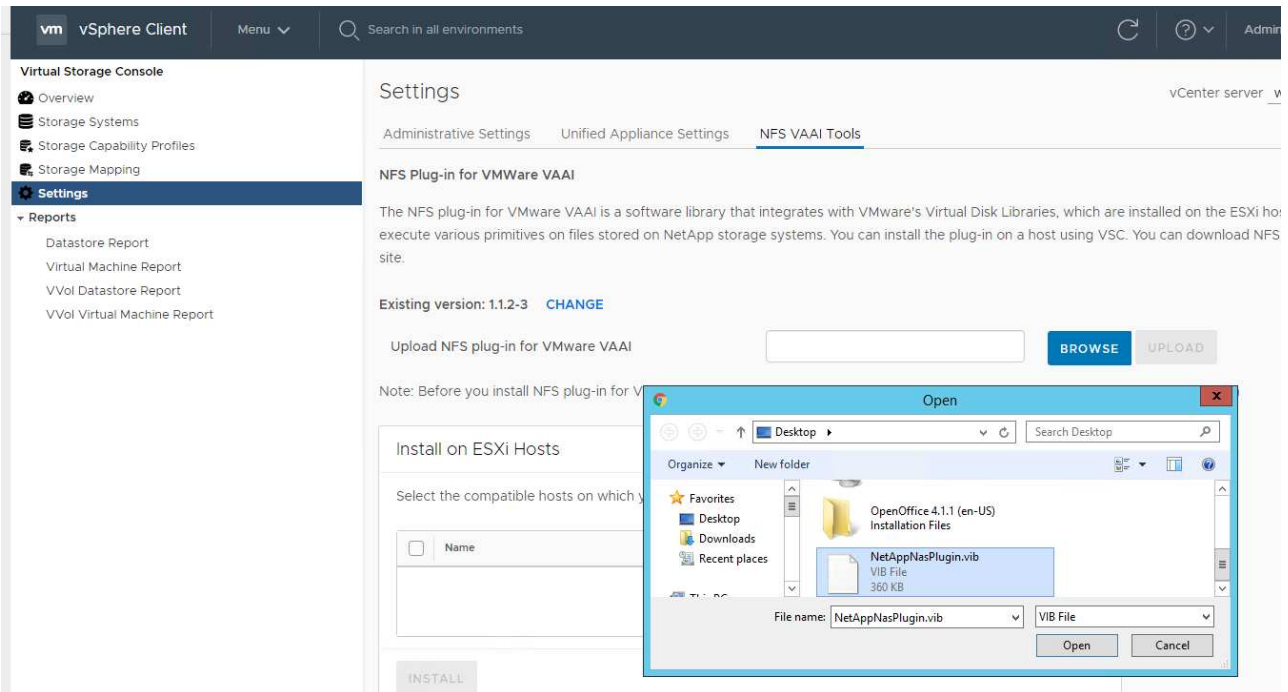 vm vSphere Client Menu Search in all environments Admin
Virtual Storage Console
Overview
Storage Systems
Storage Capability Profiles
Storage Mapping
Settings
Reports
Datastore Report
Virtual Machine Report
VVol Datastore Report
VVol Virtual Machine Report
Settings
vCenter server w
Administrative Settings Unified Appliance Settings NFS VAAI Tools
NFS Plug-in for VMWare VAAI
The NFS plug-in for VMware VAAI is a software library that integrates with VMware's Virtual Disk Libraries, which are installed on the ESXi hos
execute various primitives on files stored on NetApp storage systems. You can install the plug-in on a host using VSC. You can download NFS
site.
Existing version: 1.1.2-3 CHANGE
Upload NFS plug-in for VMware VAAI BROWSE UPLOAD
Note: Before you install NFS plug-in for V
Install on ESXi Hosts
Select the compatible hosts on which y
Name
INSTALL
Open
x
Desktop
Search Desktop
Organize New folder
Favorites
Desktop
Downloads
Recent places
This PC
OpenOffice 4.1.1 (en-US)
Installation Files
NetAppNasPlugin.vib
VIB File
360 KB
File name: NetAppNasPlugin.vib VIB File
Open Cancel